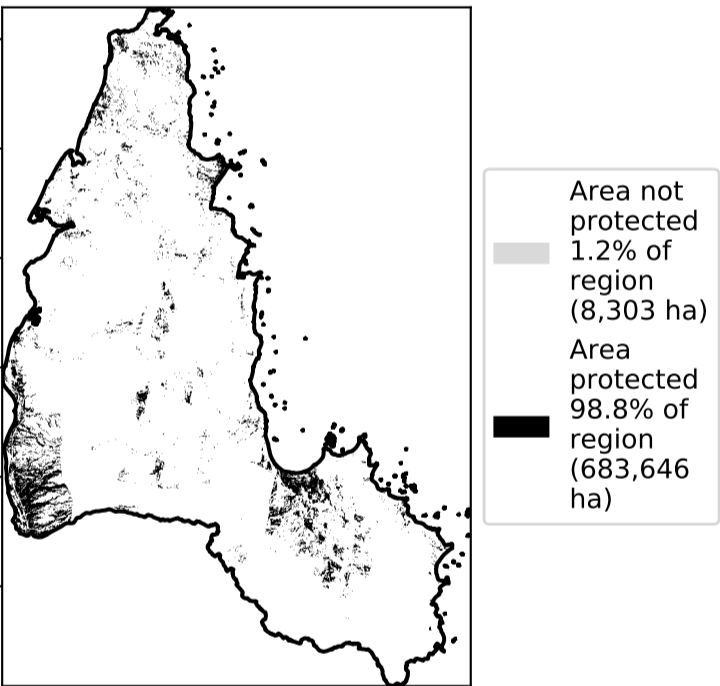 Area not
protected
1.2% of
region
(8,303 ha)
Area
protected
98.8% of
region
(683,646
ha)